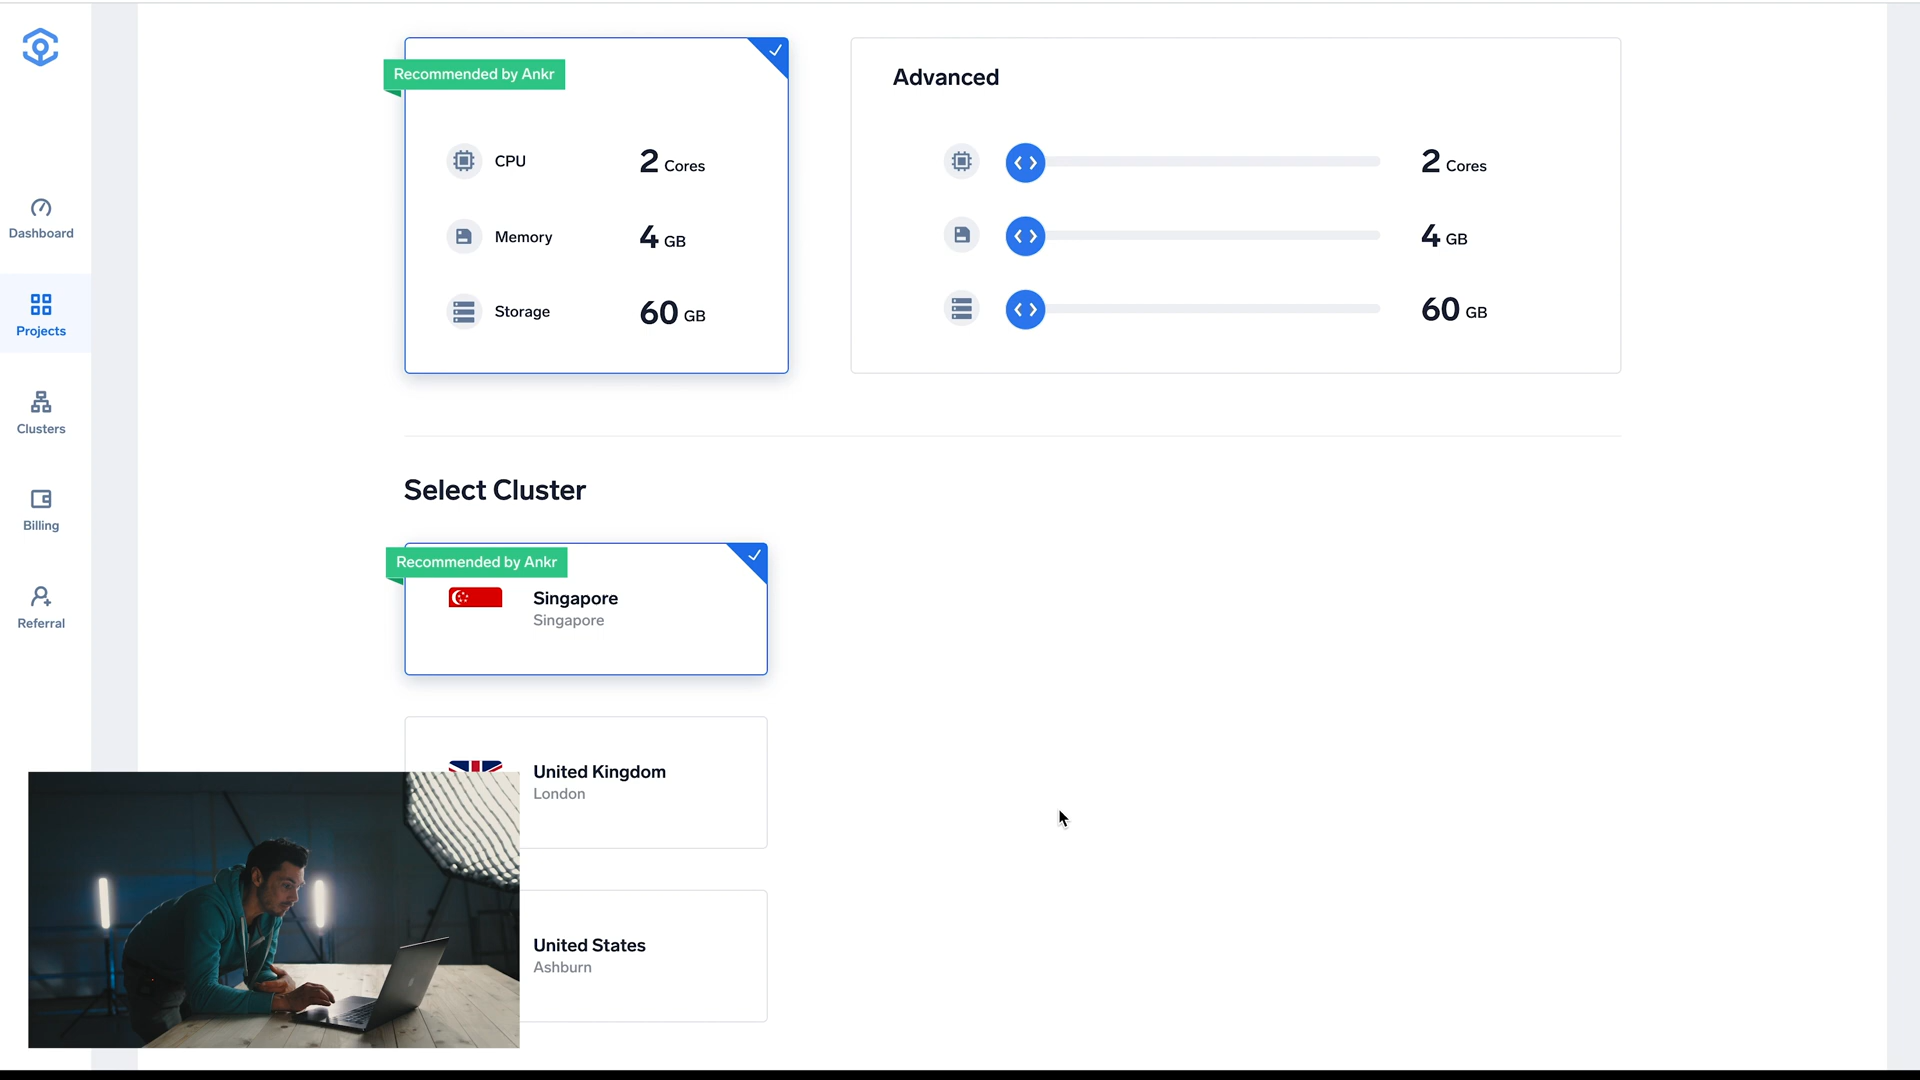 Dashboard
Projects
Clusters
Billing
Referral
Recommended by Ankr
CPU 2 Cores
Memory 4 GB
Storage 60 GB
Advanced
2 Cores
4 GB
60 GB
Select Cluster
Recommended by Ankr
Singapore
Singapore
United Kingdom
London
United States
Ashburn